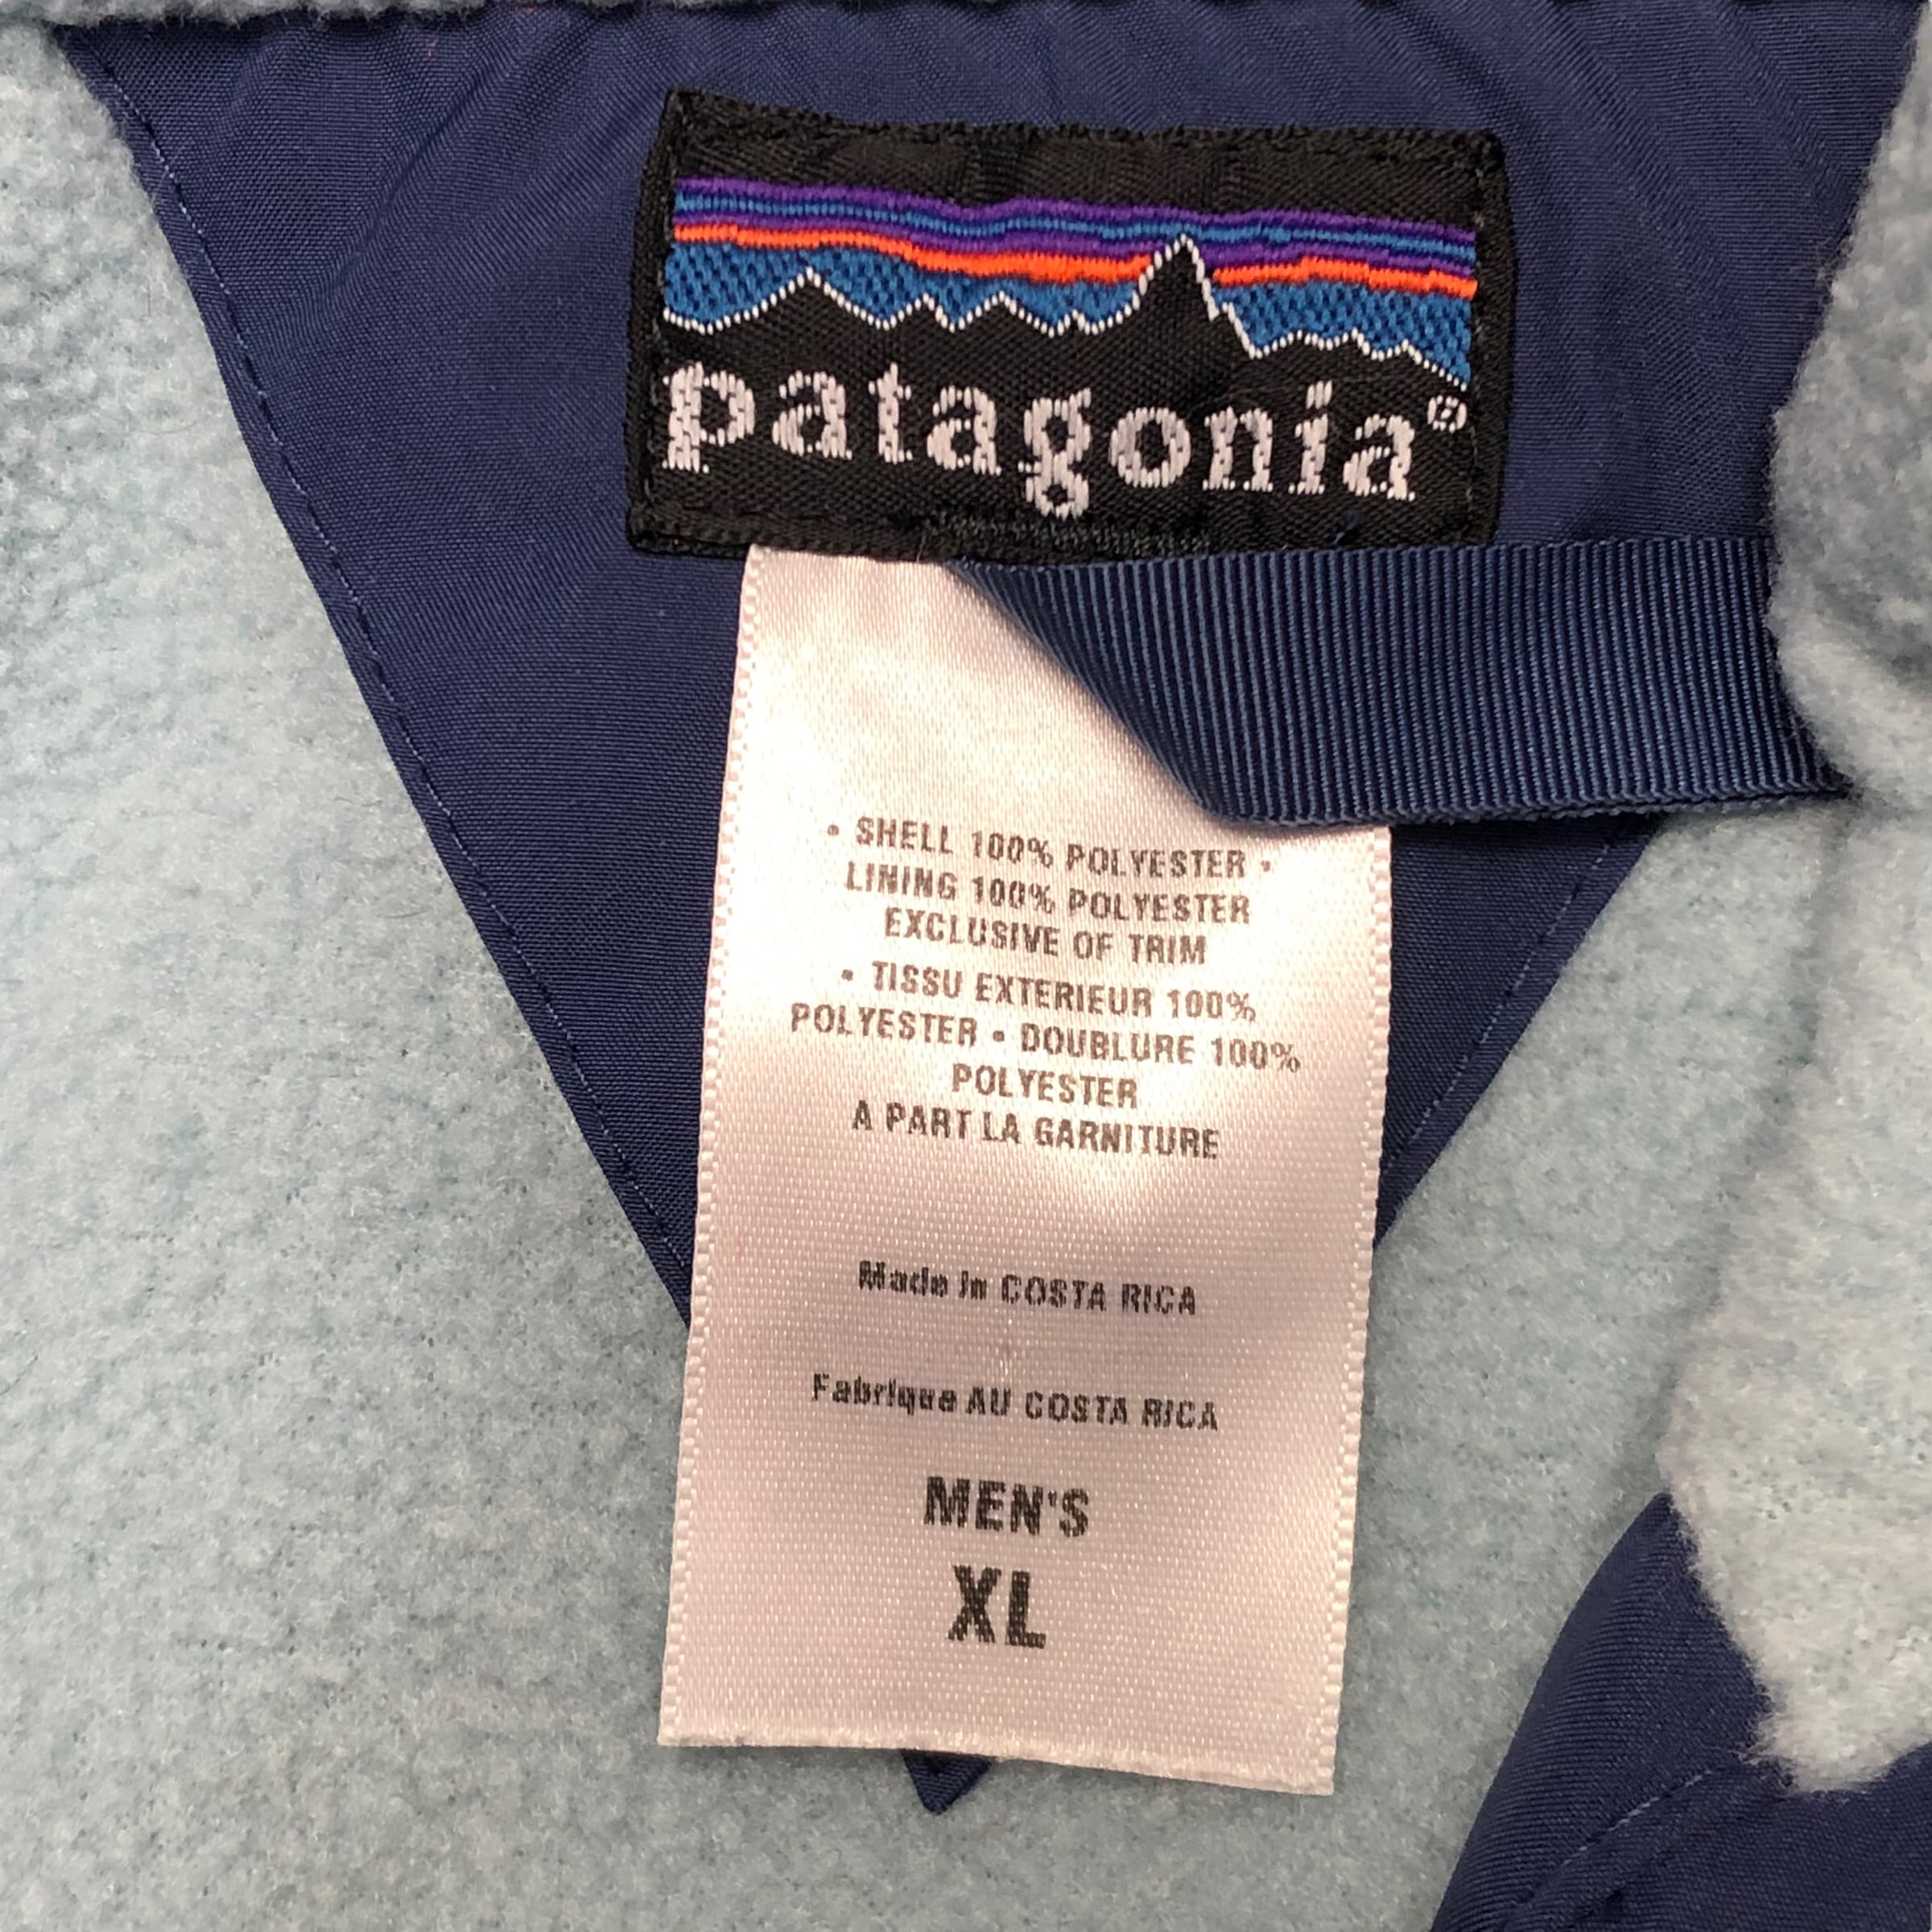 patagonia®
• SHELL 100% POLYESTER •
LINING 100% POLYESTER
EXCLUSIVE OF TRIM
• TISSU EXTERIEUR 100%
POLYESTER • DOUBLURE 100%
POLYESTER
A PART LA GARNITURE
Made in COSTA RICA
Fabrique AU COSTA RICA
MEN'S
XL